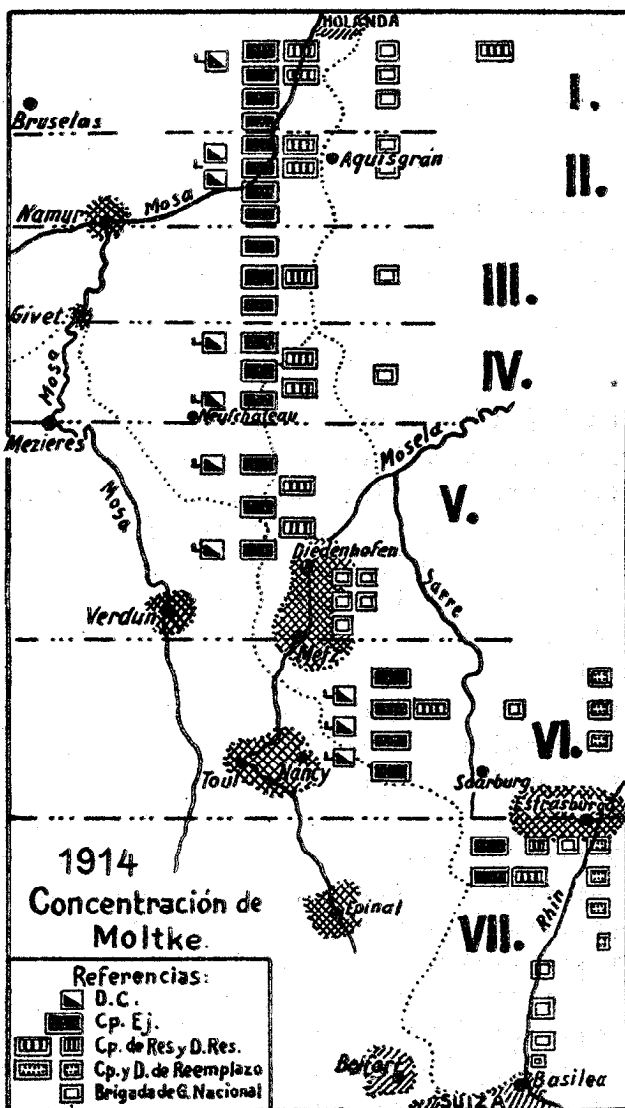 HOLANDA
I.
Bruselas
Aquisgrán
II.
Namur
Mosa
III.
Givet
IV.
Mosa
Neufchateau
Mezieres
Mosela
Mosa
V.
Diedenhofen
Sarre
Verdun
Metz
VI.
Toul
Nancy
Saarburg
Estrasburgo
1914
Concentración de
Moltke.
Epinal
Rhin
VII.
Referencias:
D.C.
Cp. Ej.
Cp. de Res y D. Res.
Cp. y D. de Reemplazo
Brigada de G. Nacional
Belfort
Basilea
SUIZA